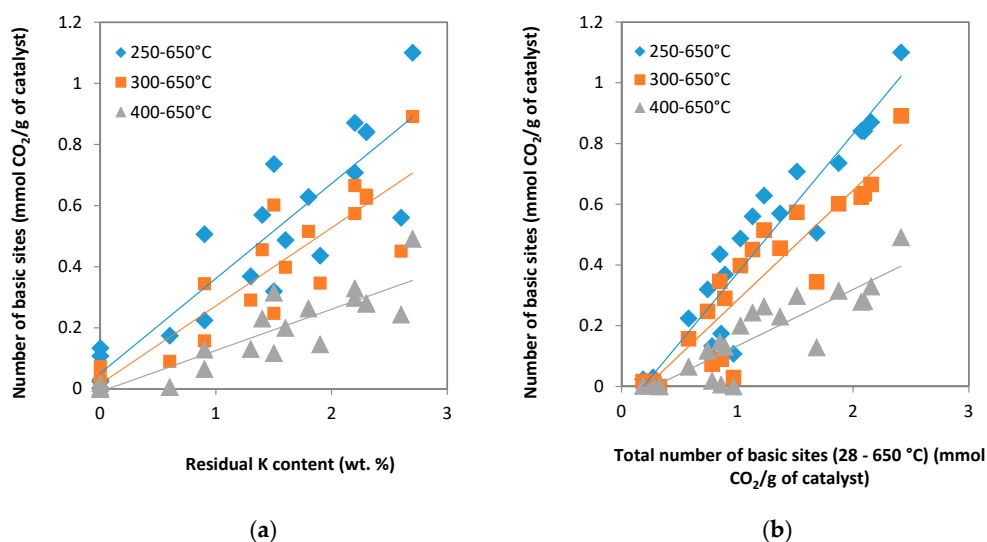 Number of basic sites (mmol CO₂/g of catalyst)
1.2
1
0.8
0.6
0.4
0.2
0
250-650°C
300-650°C
400-650°C
0
1
2
3
Residual K content (wt. %)
(a)
Number of basic sites (mmol CO₂/g of catalyst)
1.2
1
0.8
0.6
0.4
0.2
0
250-650°C
300-650°C
400-650°C
0
1
2
3
Total number of basic sites (28 - 650 °C) (mmol
CO₂/g of catalyst)
(b)